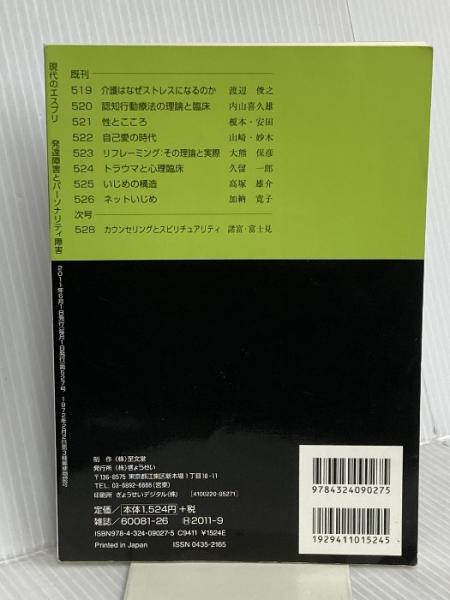 現代のエスプリ 発達障害とパーソナリティ障害
2011年6月1日発行(毎月1日発行)第527号 1972年2月2日第3種郵便物認可
既刊
519 介護はなぜストレスになるのか 渡辺 俊之
520 認知行動療法の理論と臨床 内山喜久雄
521 性とこころ 榎本・安田
522 自己愛の時代 山崎・妙木
523 リフレーミング:その理論と実際 大熊 保彦
524 トラウマと心理臨床 久留 一郎
525 いじめの構造 高塚 雄介
526 ネットいじめ 加納 寛子
次号
528 カウンセリングとスピリチュアリティ 諸富・富士見
制作 (株)至文堂
発行所 (株)ぎょうせい
〒136-8575 東京都江東区新木場1丁目18-11
TEL. 03-6892-6666(営業)
印刷所 ぎょうせいデジタル(株) [4100220-05271]
定価/本体1,524円+税
雑誌/60081-26 Ⓗ2011-9
ISBN978-4-324-09027-5 C9411 ¥1524E
Printed in Japan ISSN 0435-2165
9784324090275
1929411015245